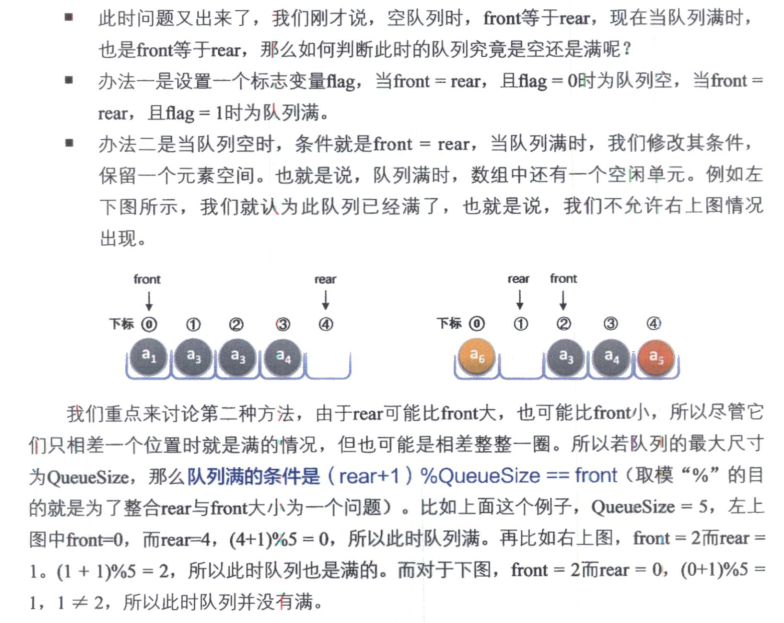 ■ 此时问题又出来了，我们刚才说，空队列时，front等于rear，现在当队列满时，
也是front等于rear，那么如何判断此时的队列究竟是空还是满呢？
■ 办法一是设置一个标志变量flag，当front = rear，且flag = 0时为队列空，当front =
rear，且flag = 1时为队列满。
■ 办法二是当队列空时，条件就是front = rear，当队列满时，我们修改其条件，
保留一个元素空间。也就是说，队列满时，数组中还有一个空闲单元。例如左
下图所示，我们就认为此队列已经满了，也就是说，我们不允许右上图情况
出现。
front rear
下标 ⓪ ① ② ③ ④
a1 a3 a3 a4
rear front
下标 ⓪ ① ② ③ ④
a6 a3 a4 a5
我们重点来讨论第二种方法，由于rear可能比front大，也可能比front小，所以尽管它
们只相差一个位置时就是满的情况，但也可能是相差整整一圈。所以若队列的最大尺寸
为QueueSize，那么队列满的条件是（rear+1）%QueueSize == front（取模“%”的目
的就是为了整合rear与front大小为一个问题）。比如上面这个例子，QueueSize = 5，左上
图中front=0，而rear=4，(4+1)%5 = 0，所以此时队列满。再比如右上图，front = 2而rear =
1。(1 + 1)%5 = 2，所以此时队列也是满的。而对于下图，front = 2而rear = 0，(0+1)%5 =
1，1 ≠ 2，所以此时队列并没有满。